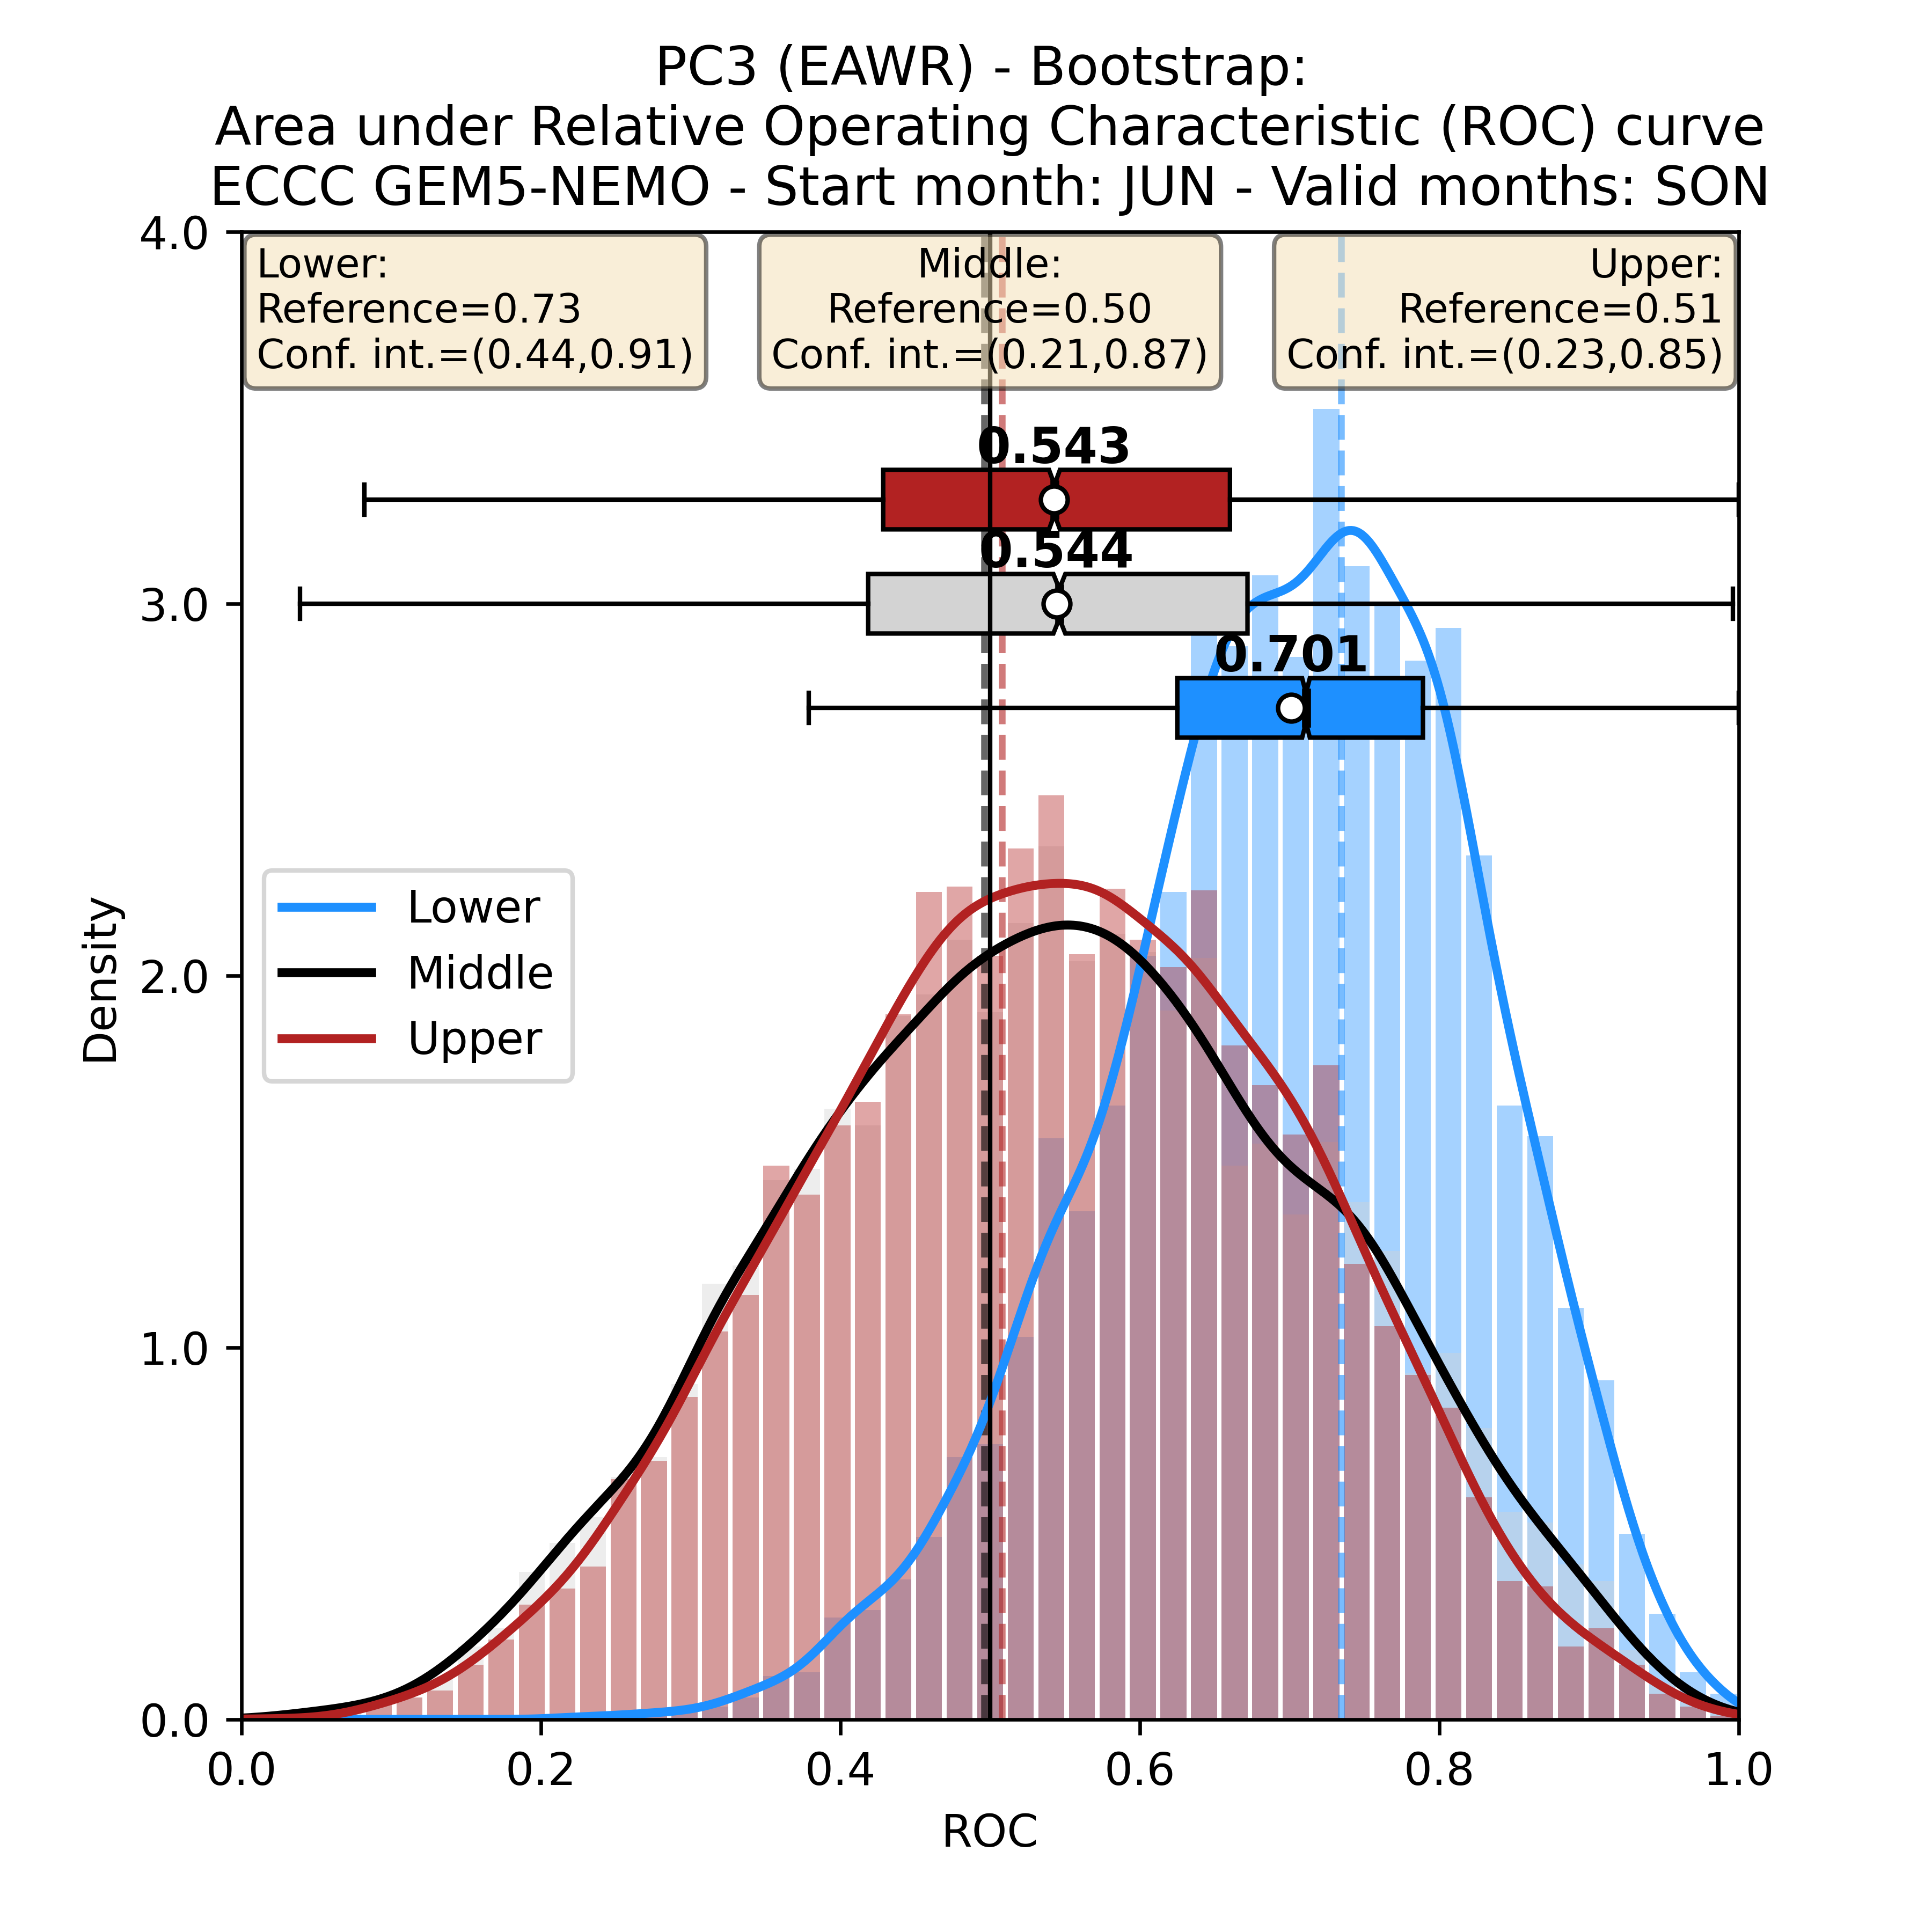 PC3 (EAWR) - Bootstrap:
Area under Relative Operating Characteristic (ROC) curve
ECCC GEM5-NEMO - Start month: JUN - Valid months: SON
Lower:
Reference=0.73
Conf. int.=(0.44,0.91)
Middle:
Reference=0.50
Conf. int.=(0.21,0.87)
Upper:
Reference=0.51
Conf. int.=(0.23,0.85)
0.543
0.544
0.701
Lower
Middle
Upper
Density
4.0
3.0
2.0
1.0
0.0
0.0 0.2 0.4 0.6 0.8 1.0
ROC